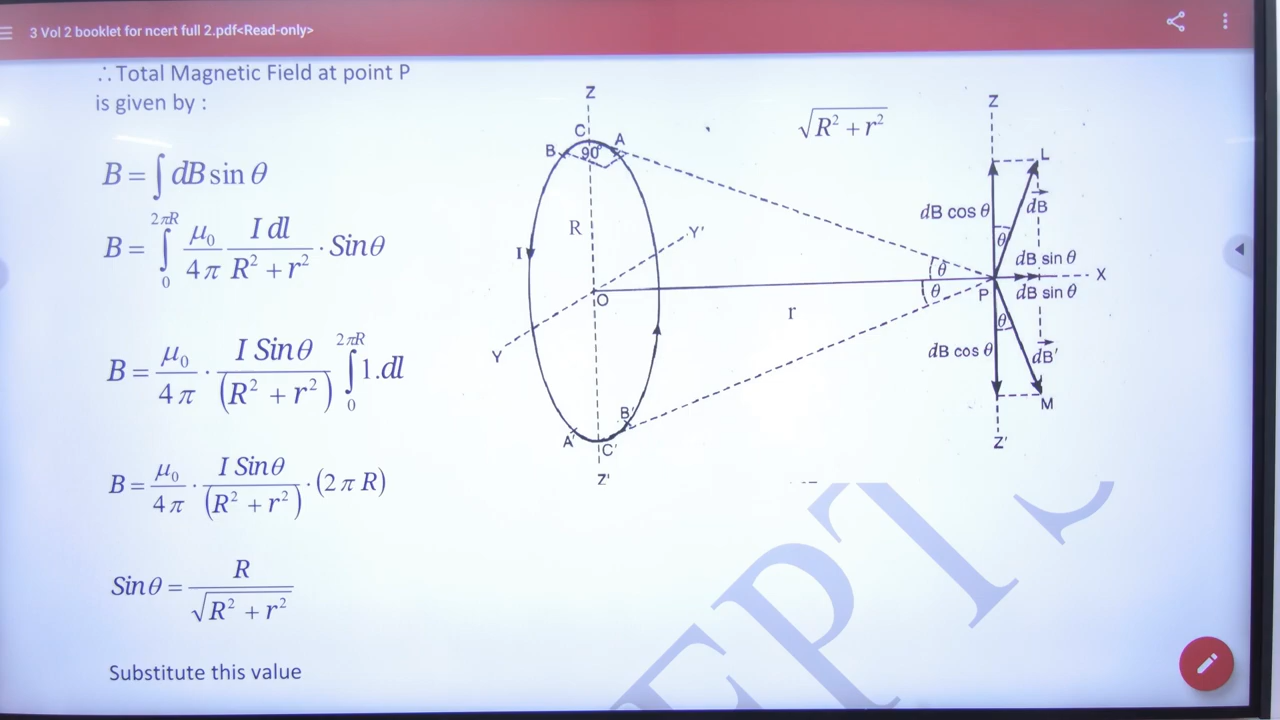 3 Vol 2 booklet for ncert full 2.pdf<Read-only>
∴ Total Magnetic Field at point P
is given by :
B = ∫ dB sin θ
B = ∫₀^{2πR} μ₀/4π I dl/R² + r² · Sinθ
B = μ₀/4π · I Sinθ/(R² + r²) ∫₀^{2πR} 1.dl
B = μ₀/4π · I Sinθ/(R² + r²) · (2π R)
Sinθ = R/√R² + r²
Substitute this value
√R² + r²
Z
C
B
90°
A
R
I
Y'
O
Y
r
A'
B'
C'
Z'
Z
L
dB cos θ
dB
θ
dB sin θ
θ
X
θ
P
dB sin θ
θ
dB cos θ
dB'
M
Z'